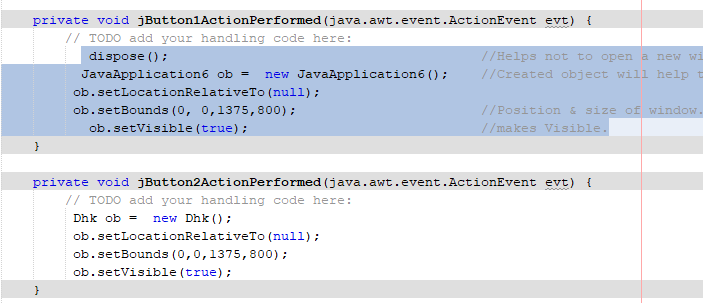 private void jButton1ActionPerformed(java.awt.event.ActionEvent evt) {
// TODO add your handling code here:
dispose(); //Helps not to open a new
JavaApplication6 ob = new JavaApplication6(); //Created object will help
ob.setLocationRelativeTo(null);
ob.setBounds(0, 0,1375,800); //Position & size of window.
ob.setVisible(true); //makes Visible.
}
private void jButton2ActionPerformed(java.awt.event.ActionEvent evt) {
// TODO add your handling code here:
Dhk ob = new Dhk();
ob.setLocationRelativeTo(null);
ob.setBounds(0,0,1375,800);
ob.setVisible(true);
}